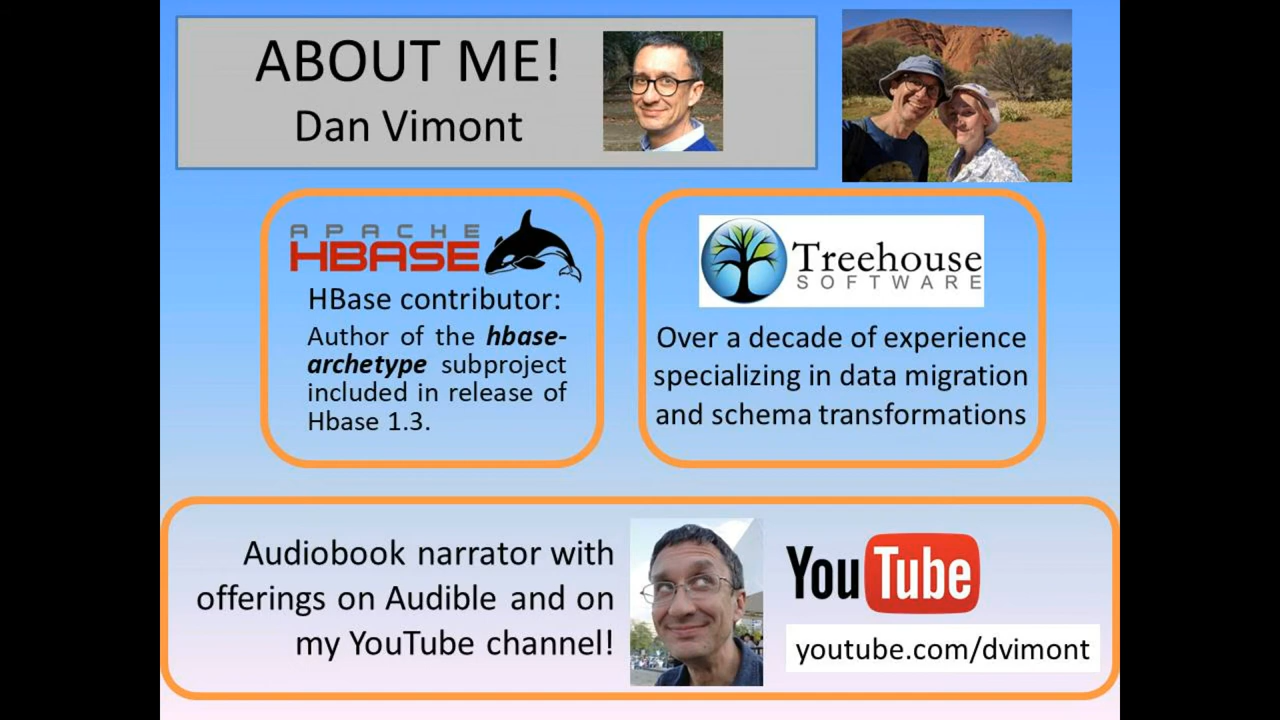 ABOUT ME!
Dan Vimont
APACHE
HBASE
HBase contributor:
Author of the hbase-
archetype subproject
included in release of
Hbase 1.3.
Treehouse
SOFTWARE
Over a decade of experience
specializing in data migration
and schema transformations
Audiobook narrator with
offerings on Audible and on
my YouTube channel!
YouTube
youtube.com/dvimont